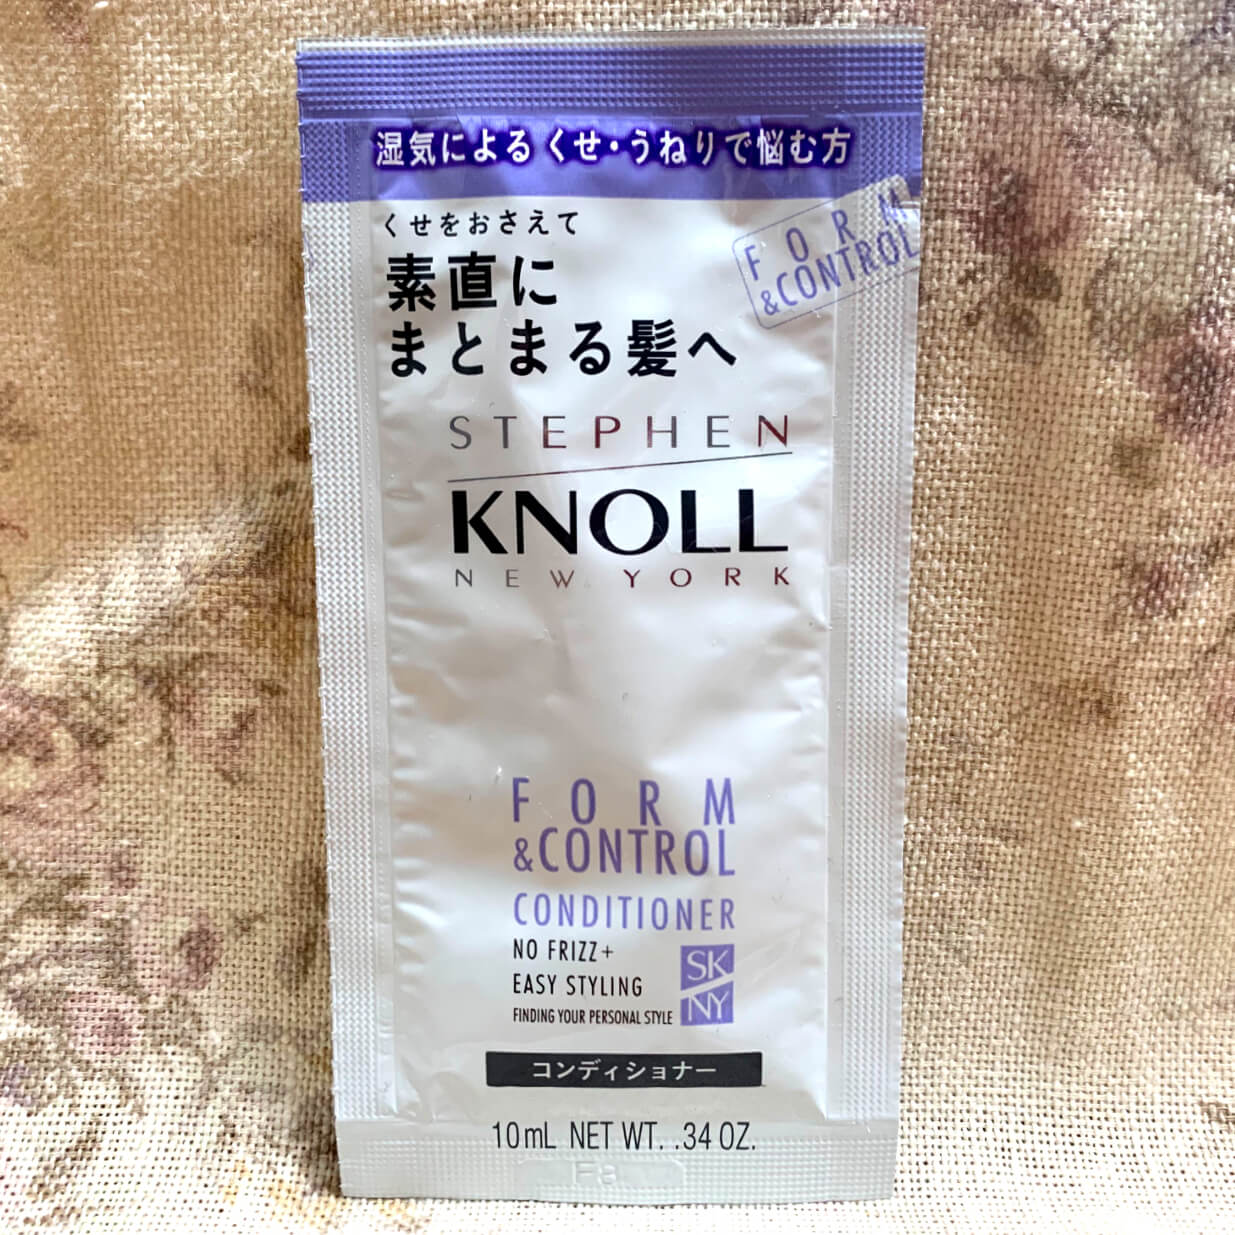 湿気による くせ・うねりで悩む方
くせをおさえて
素直に
まとまる髪へ
FORM
&CONTROL
STEPHEN
KNOLL
NEW YORK
FORM
&CONTROL
CONDITIONER
NO FRIZZ+
EASY STYLING
FINDING YOUR PERSONAL STYLE
SK
NY
コンディショナー
10mL NET WT. .34 OZ.